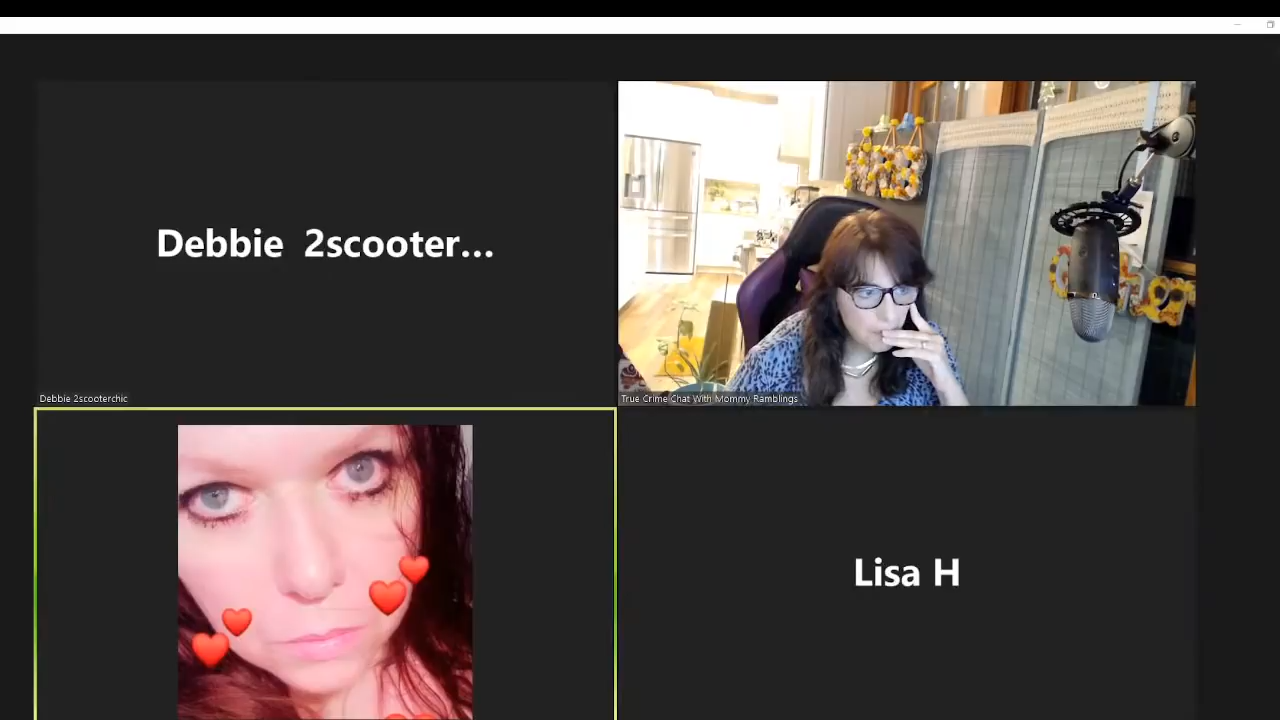 Debbie  2scooter...
Debbie 2scooterchic
True Crime Chat With Mommy Ramblings
Lisa H